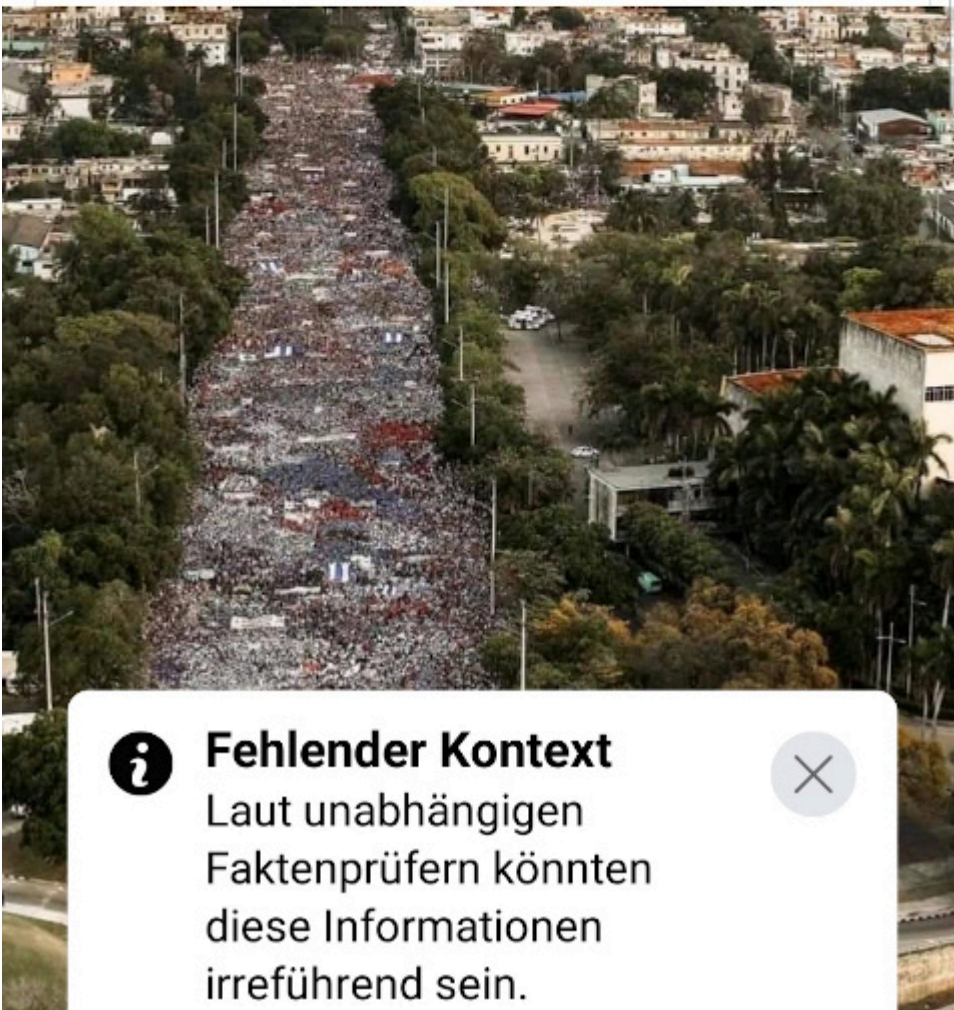 Fehlender Kontext
Laut unabhängigen
Faktenprüfern könnten
diese Informationen
irreführend sein.